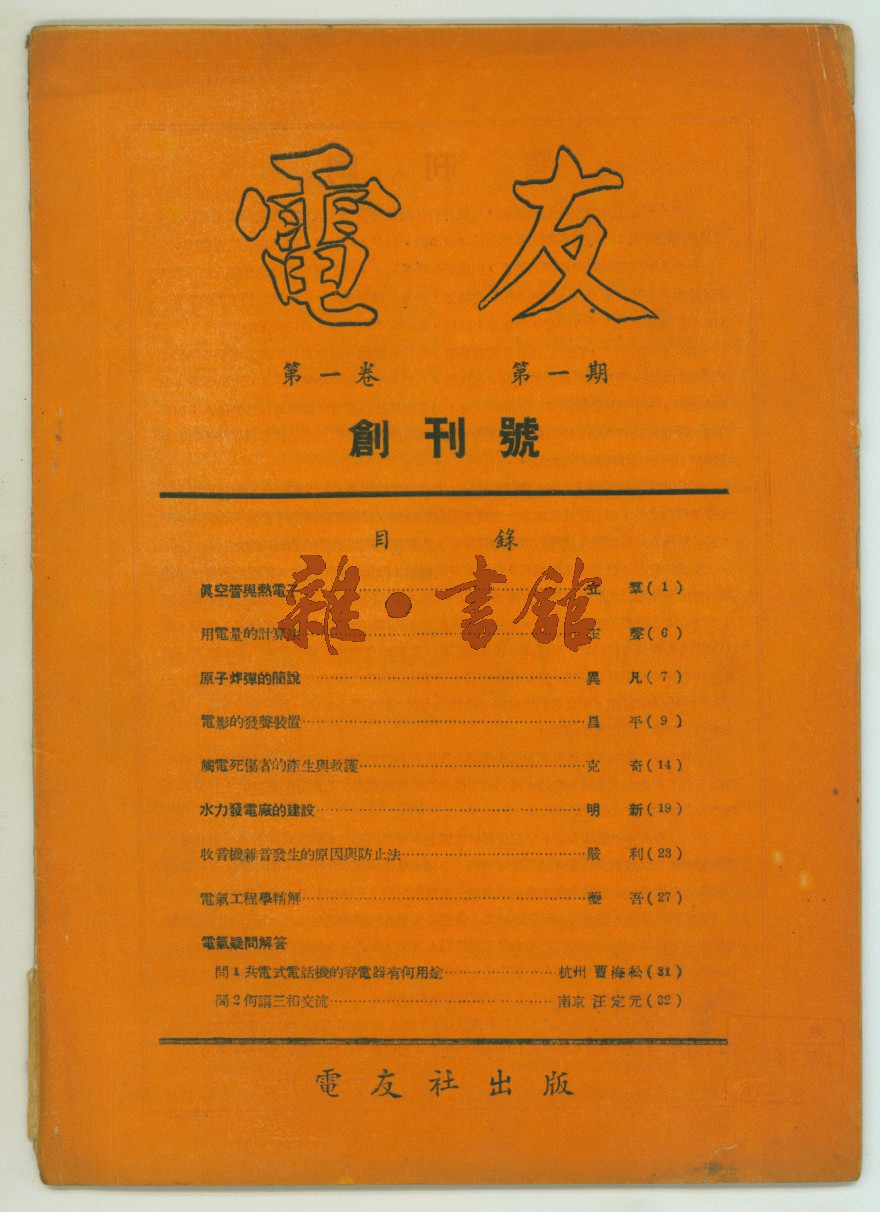 電友
第一卷 第一期
創刊號
目錄
眞空管與熱電子 羣(1)
用電量的計算 聲(6)
原子炸彈的簡說 異凡(7)
電影的發聲裝置 昌平(9)
觸電死傷者的產生與救護 克奇(14)
水力發電廠的建設 明新(19)
收音機雜音發生的原因與防止法 嚴利(23)
電氣工程學精解 吾(27)
電氣疑問解答
問1 共電式電話機的容電器有何用途 杭州 曹海松(31)
問2 何謂三相交流 南京 汪定元(32)
電友社出版
雜·書館